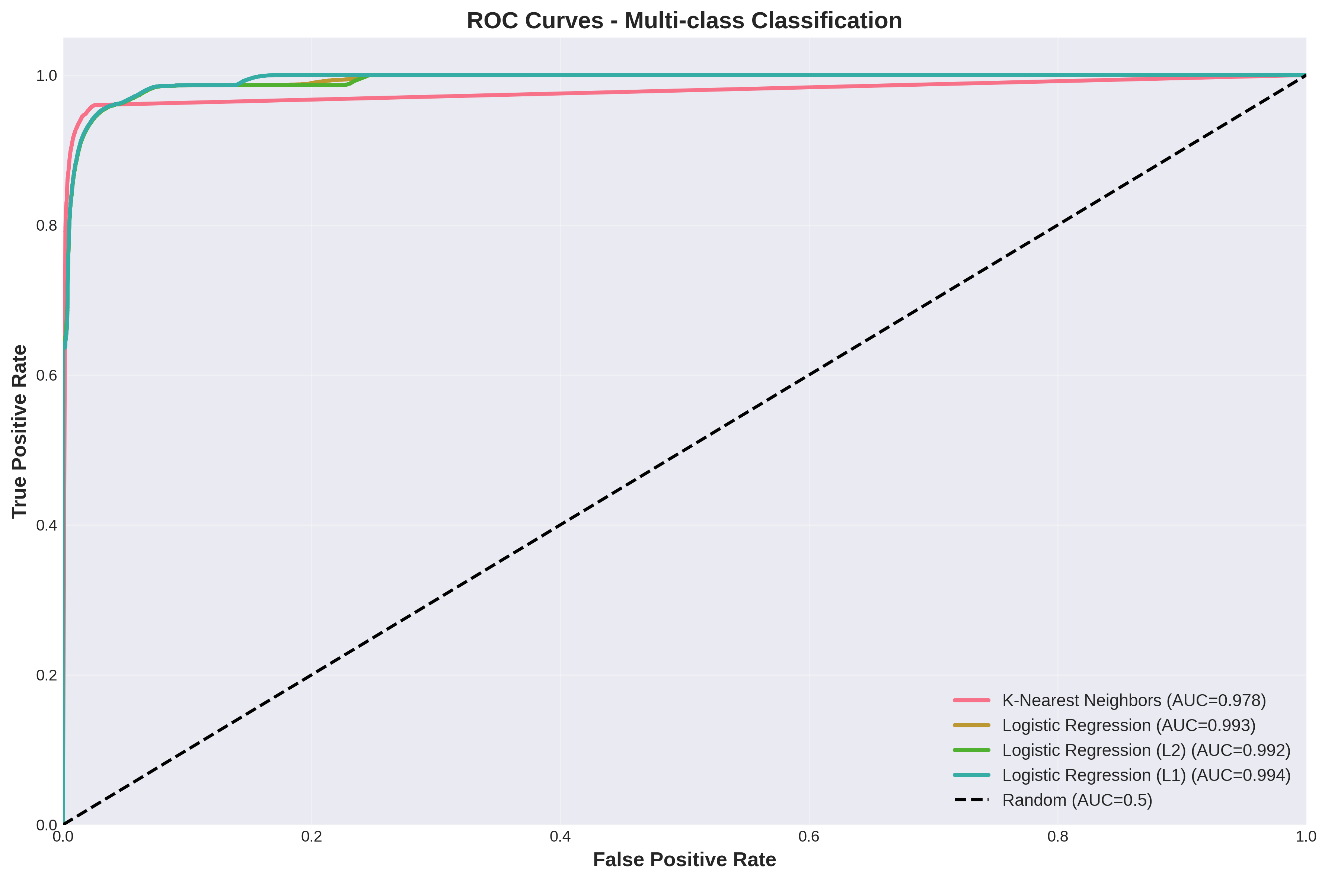 ROC Curves - Multi-class Classification
True Positive Rate
1.0
0.8
0.6
0.4
0.2
0.0
0.0
0.2
0.4
0.6
0.8
1.0
False Positive Rate
K-Nearest Neighbors (AUC=0.978)
Logistic Regression (AUC=0.993)
Logistic Regression (L2) (AUC=0.992)
Logistic Regression (L1) (AUC=0.994)
Random (AUC=0.5)